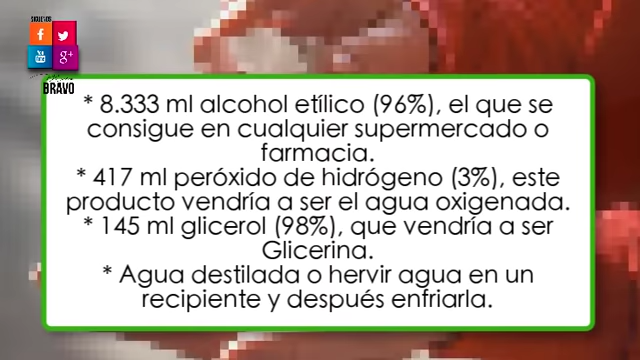 SIGUENOS
BRAVO
* 8.333 ml alcohol etílico (96%), el que se
consigue en cualquier supermercado o
farmacia.
* 417 ml peróxido de hidrógeno (3%), este
producto vendría a ser el agua oxigenada.
* 145 ml glicerol (98%), que vendría a ser
Glicerina.
* Agua destilada o hervir agua en un
recipiente y después enfriarla.